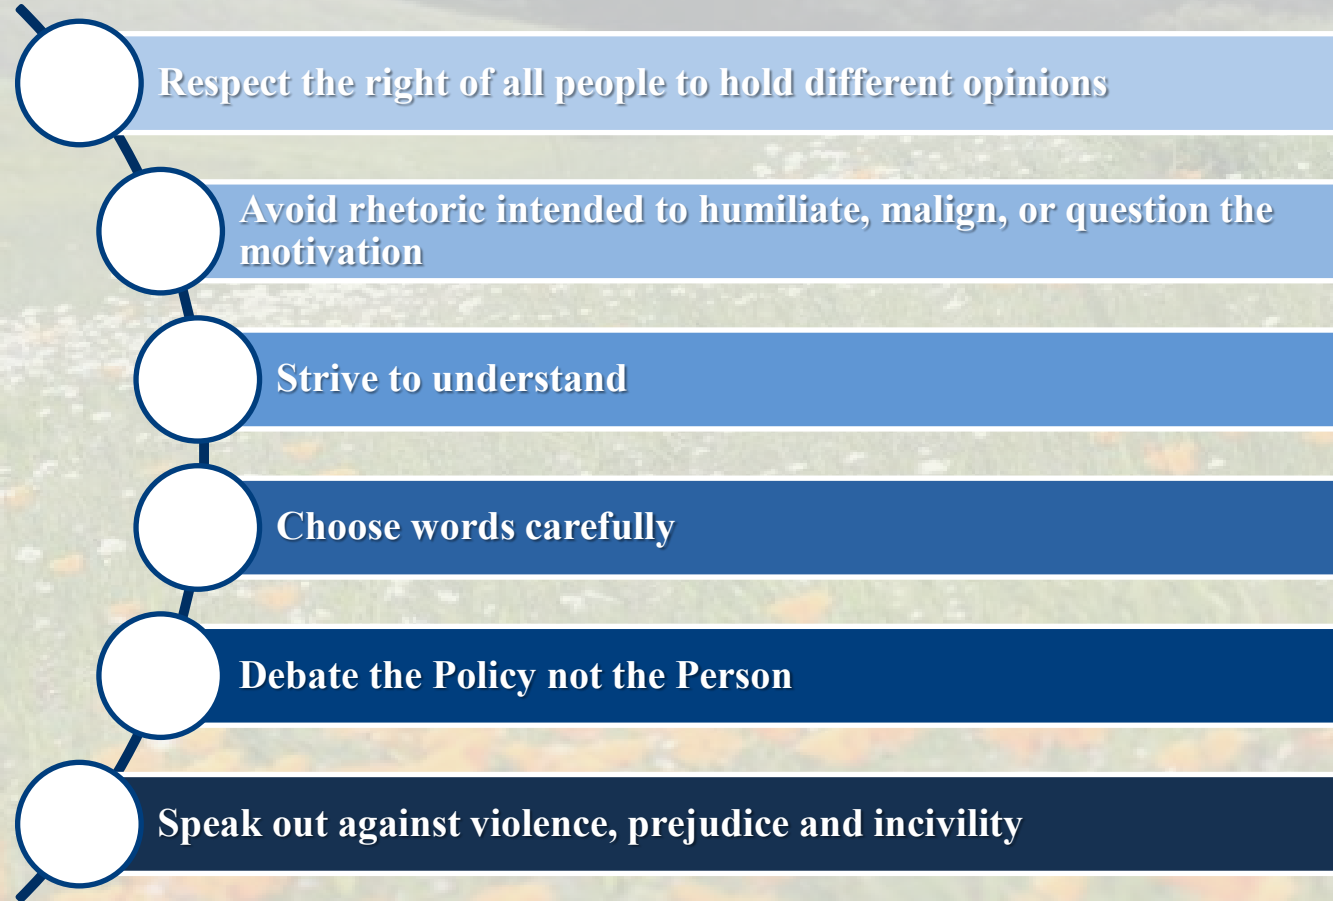 Respect the right of all people to hold different opinions
Avoid rhetoric intended to humiliate, malign, or question the
motivation
Strive to understand
Choose words carefully
Debate the Policy not the Person
Speak out against violence, prejudice and incivility